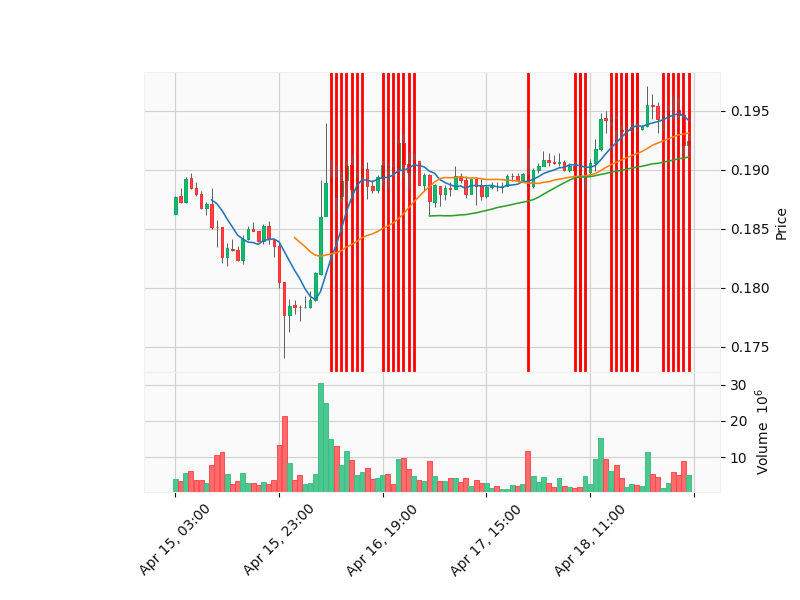 0.195
0.190
0.185
0.180
0.175
Price
30
20
10
Volume 10^6
Apr 15, 03:00
Apr 15, 23:00
Apr 16, 19:00
Apr 17, 15:00
Apr 18, 11:00